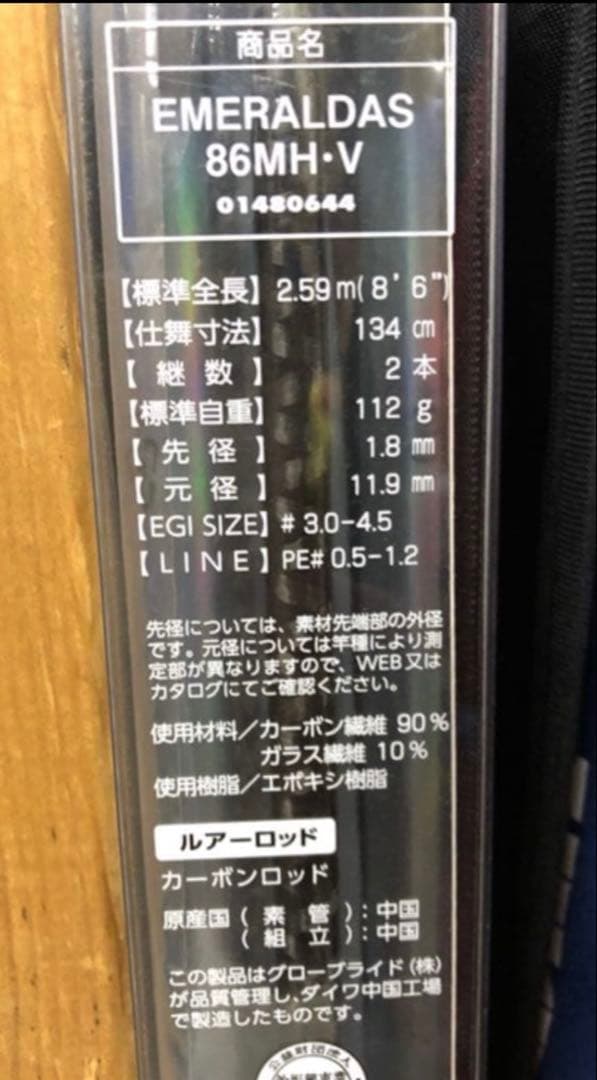 商品名
EMERALDAS
86MH・V
01480644
【標準全長】 2.59m(8'6")
【仕舞寸法】 134 cm
【継数】 2 本
【標準自重】 112 g
【先径】 1.8 mm
【元径】 11.9 mm
【EGI SIZE】# 3.0-4.5
【LINE】PE# 0.5-1.2
先径については、素材先端部の外径
です。元径については竿種により測
定部が異なりますので、WEB又は
カタログにてご確認ください。
使用材料/カーボン繊維 90%
ガラス繊維 10%
使用樹脂/エポキシ樹脂
ルアーロッド
カーボンロッド
原産国(素管):中国
(組立):中国
この製品はグローブライド(株)
が品質管理し、ダイワ中国工場
で製造したものです。
公益財団法人